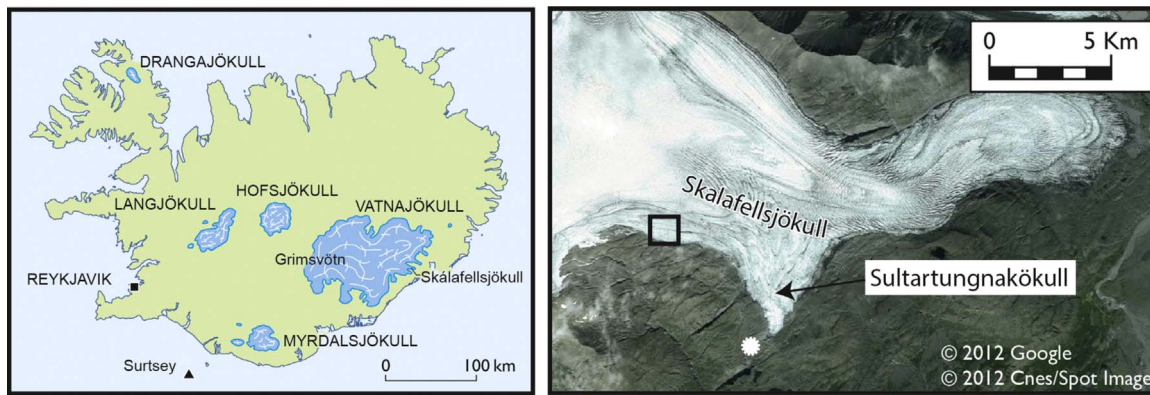 DRANGAJÖKULL
LANGJÖKULL
HOFSJÖKULL
VATNAJÖKULL
Grimsvötn
REYKJAVIK
Skálafellsjökull
MYRDALSJÖKULL
Surtsey
0 100 km
0 5 Km
Skalafellsjökull
Sultartungnakökull
© 2012 Google
© 2012 Cnes/Spot Image